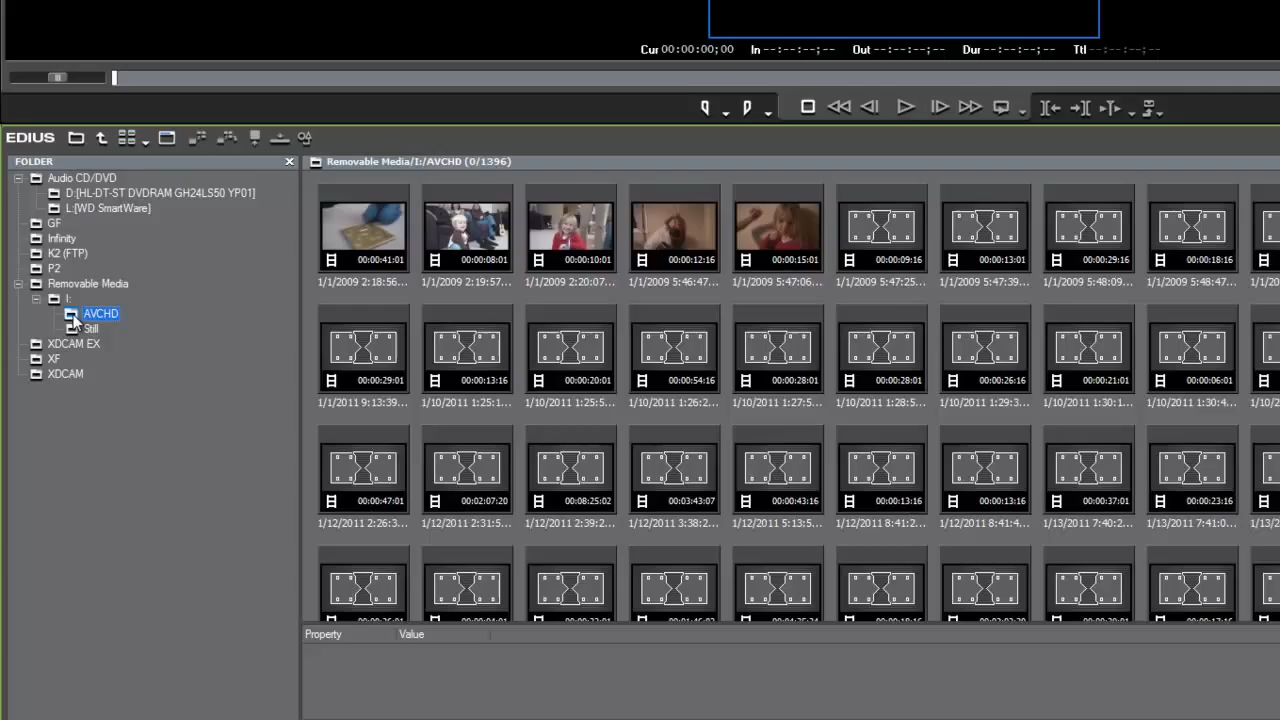 Cur 00:00:00;00 In --:--:--;-- Out --:--:--;-- Dur --:--:--;-- Ttl --:--:--;--
EDIUS
FOLDER
Removable Media/I:/AVCHD (0/1396)
Audio CD/DVD
D:[HL-DT-ST DVDRAM GH24LS50 YP01]
L:[WD SmartWare]
GF
Infinity
K2 (FTP)
P2
Removable Media
I:
AVCHD
Still
XDCAM EX
XF
XDCAM
00:00:41:01 00:00:08:01 00:00:10:01 00:00:12:16 00:00:15:01 00:00:09:16 00:00:13:01 00:00:29:16 00:00:18:16
1/1/2009 2:18:56... 1/1/2009 2:19:57... 1/1/2009 2:20:07... 1/1/2009 5:46:47... 1/1/2009 5:47:06... 1/1/2009 5:47:25... 1/1/2009 5:47:39... 1/1/2009 5:48:09... 1/1/2009 5:48:47...
00:00:29:01 00:00:13:16 00:00:20:01 00:00:54:16 00:00:28:01 00:00:28:01 00:00:26:16 00:00:21:01 00:00:06:01
1/1/2011 9:13:39... 1/10/2011 1:25:1... 1/10/2011 1:25:5... 1/10/2011 1:26:2... 1/10/2011 1:27:5... 1/10/2011 1:28:5... 1/10/2011 1:29:3... 1/10/2011 1:30:1... 1/10/2011 1:30:4... 1/10/2
00:00:47:01 00:02:07:20 00:08:25:02 00:03:43:07 00:00:43:16 00:00:13:16 00:00:13:16 00:00:37:01 00:00:23:16
1/12/2011 2:26:3... 1/12/2011 2:31:5... 1/12/2011 2:39:2... 1/12/2011 3:38:2... 1/12/2011 5:13:5... 1/12/2011 8:41:2... 1/12/2011 8:41:4... 1/13/2011 7:40:2... 1/13/2011 7:41:0... 1/13/2
Property Value